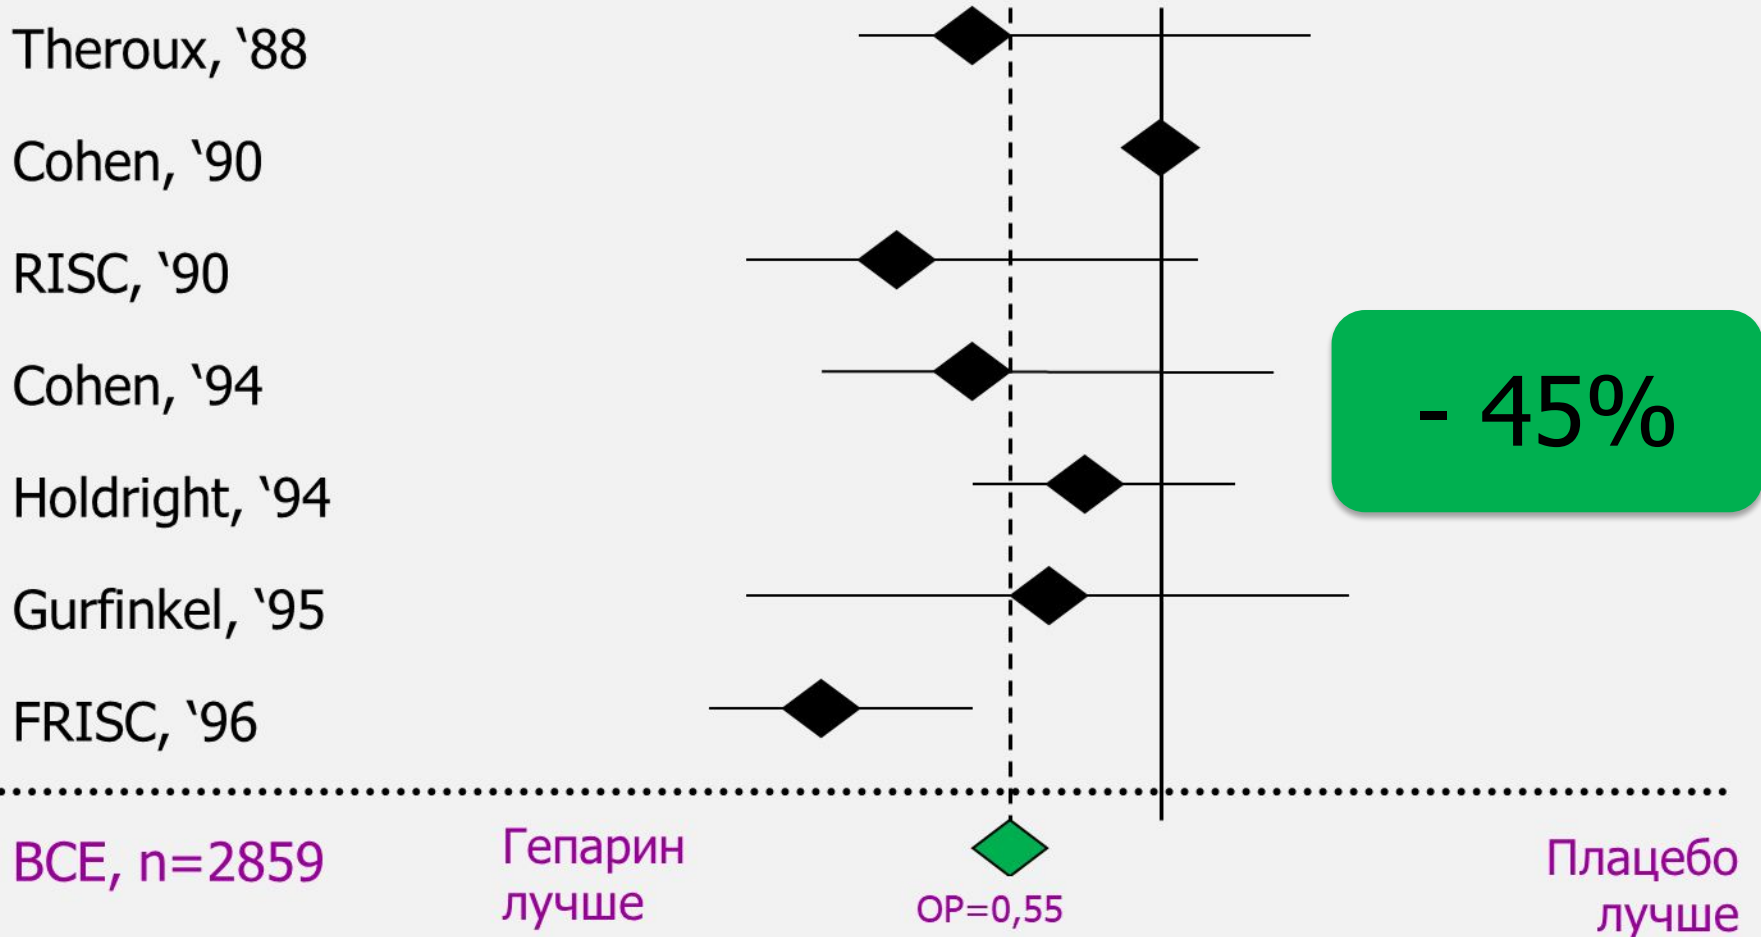 Theroux, ‘88
Cohen, ‘90
RISC, ‘90
Cohen, ‘94
- 45%
Holdright, ‘94
Gurfinkel, ‘95
FRISC, ‘96
ВСЕ, n=2859
Гепарин
лучше
ОР=0,55
Плацебо
лучше